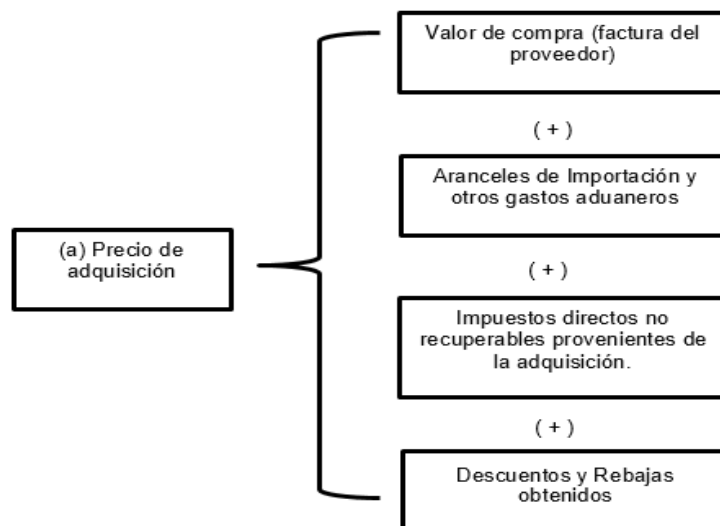 Valor de compra (factura del
proveedor)
( + )
Aranceles de Importación y
otros gastos aduaneros
(a) Precio de
adquisición
( + )
Impuestos directos no
recuperables provenientes de
la adquisición.
( + )
Descuentos y Rebajas
obtenidos